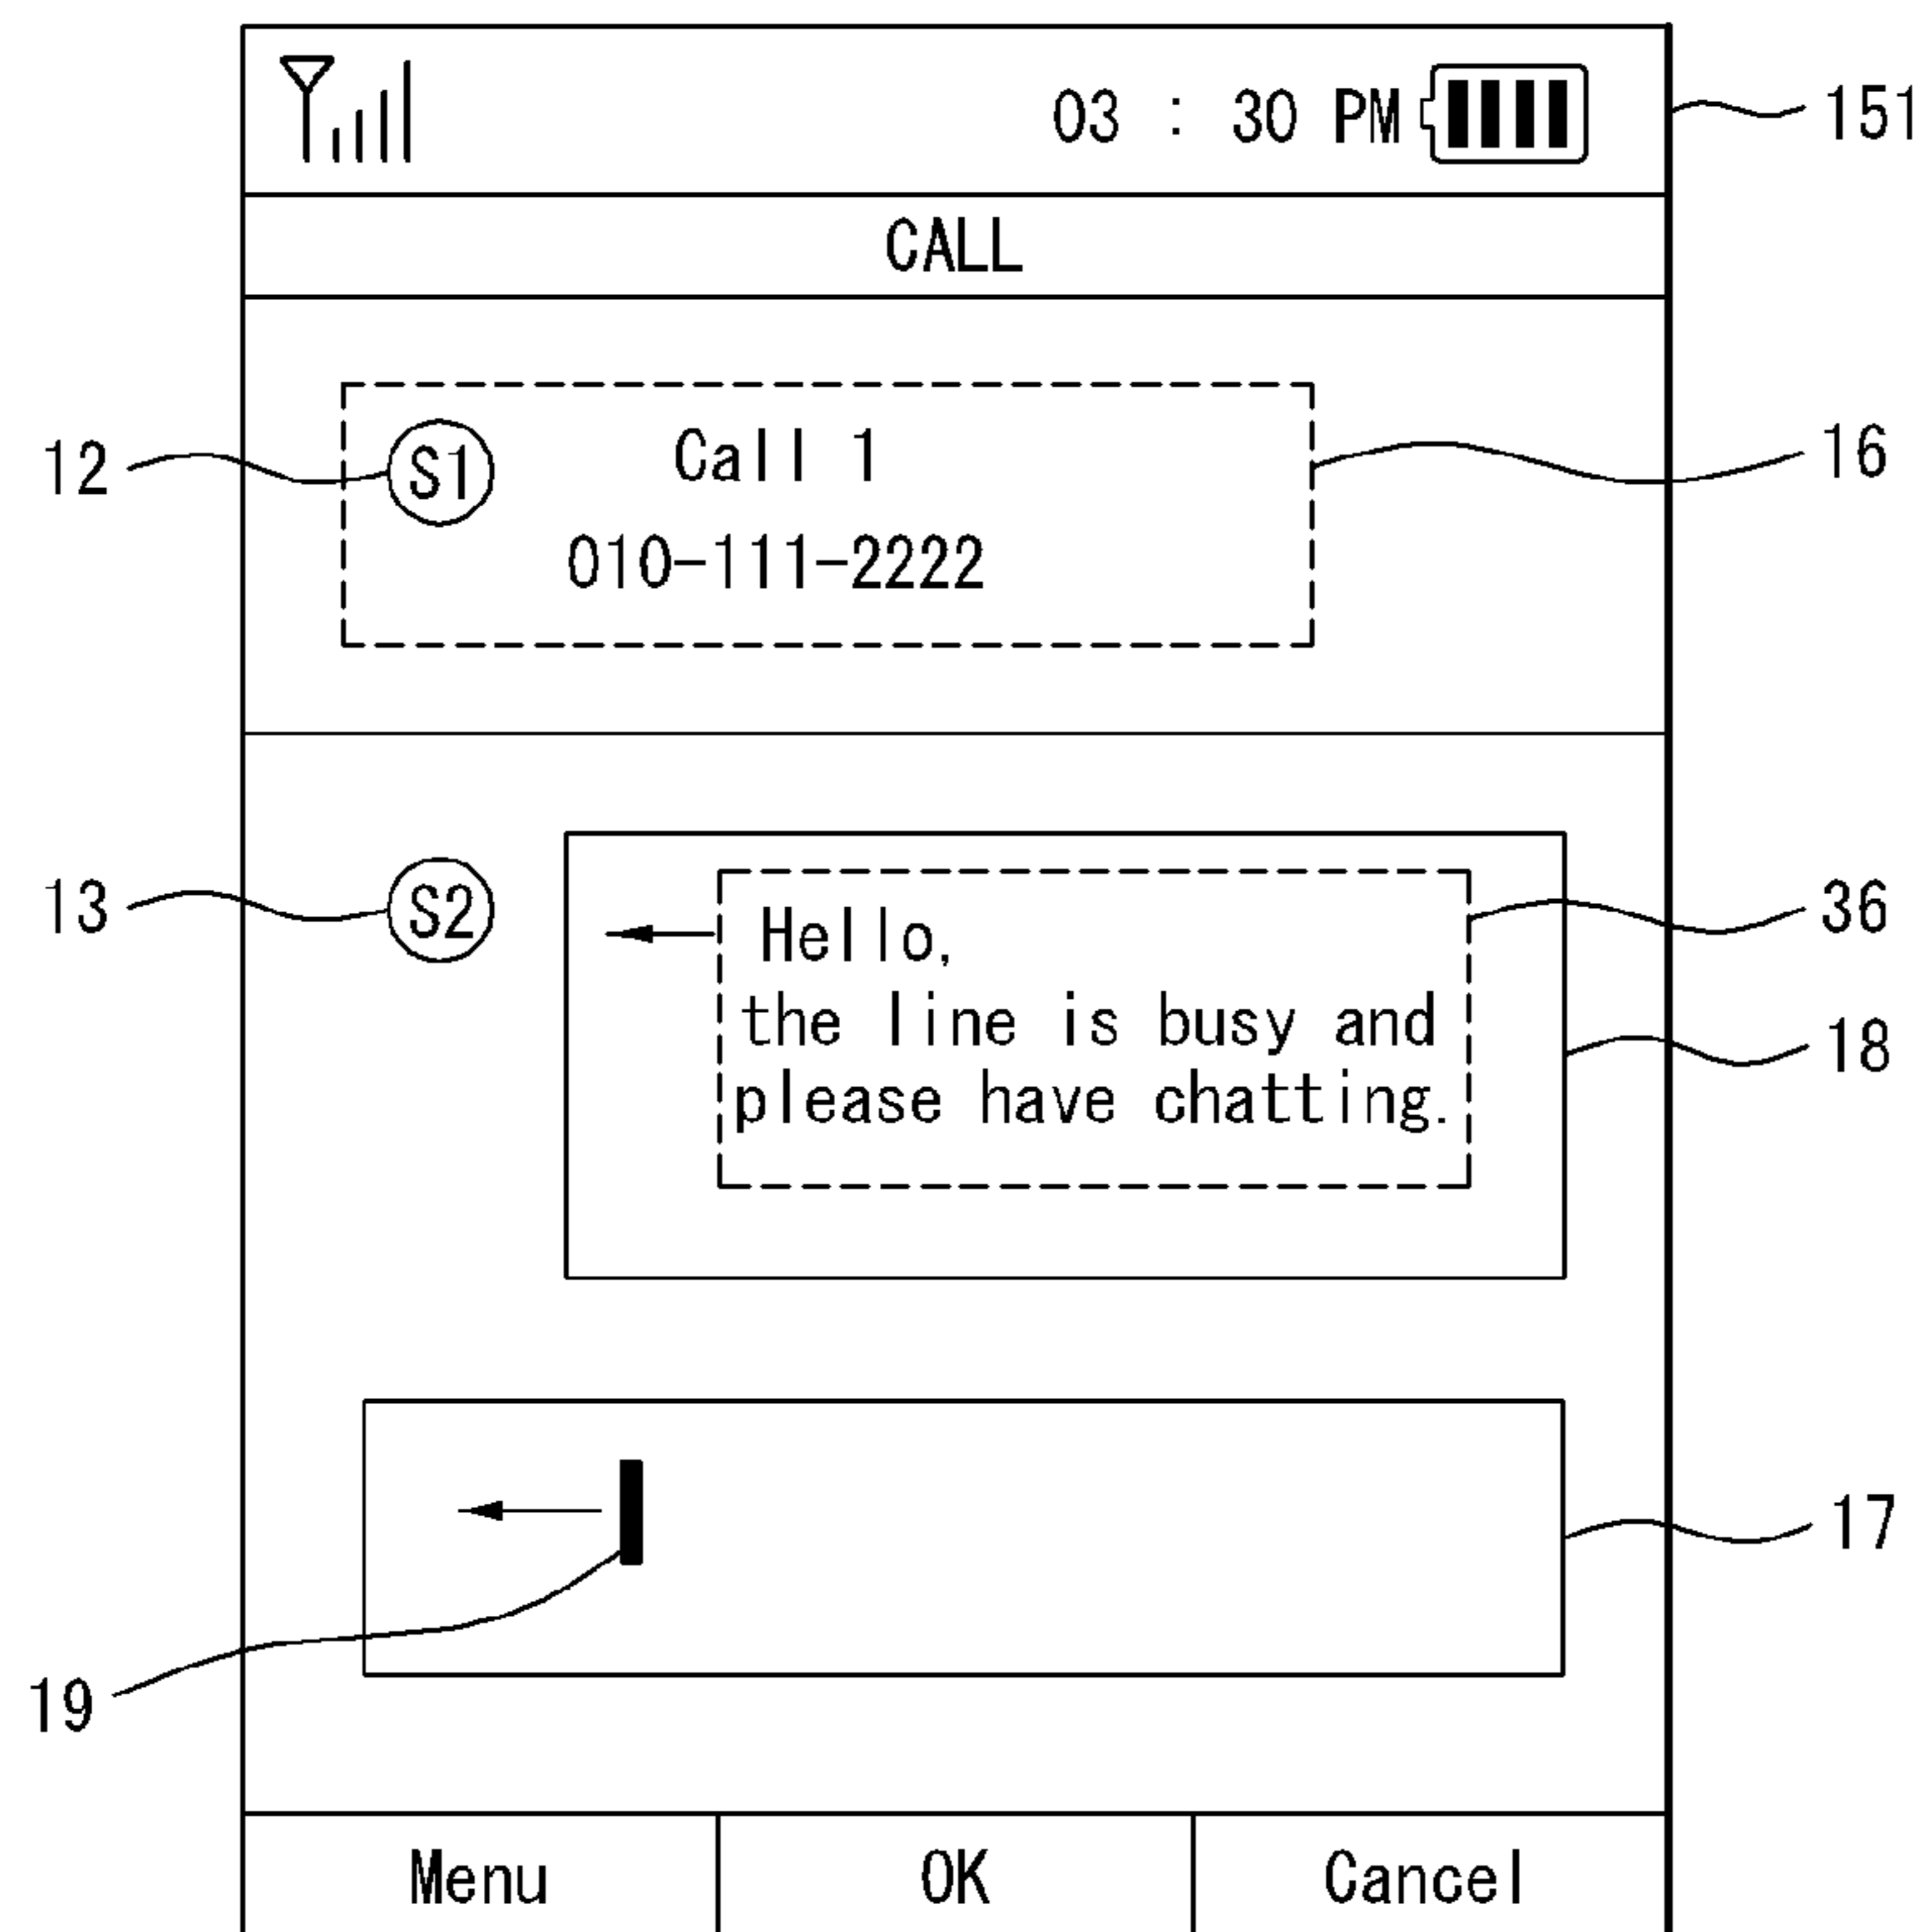 03 : 30 PM
151
CALL
12
S1
Call 1
16
010-111-2222
13
S2
36
Hello,
the line is busy and
18
please have chatting.
17
19
Menu
OK
Cancel